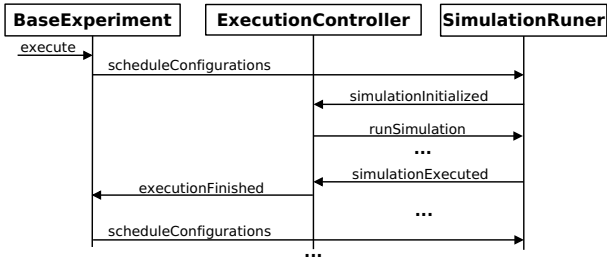 BaseExperiment ExecutionController SimulationRuner
execute
scheduleConfigurations
simulationInitialized
runSimulation
...
simulationExecuted
executionFinished
...
scheduleConfigurations
...